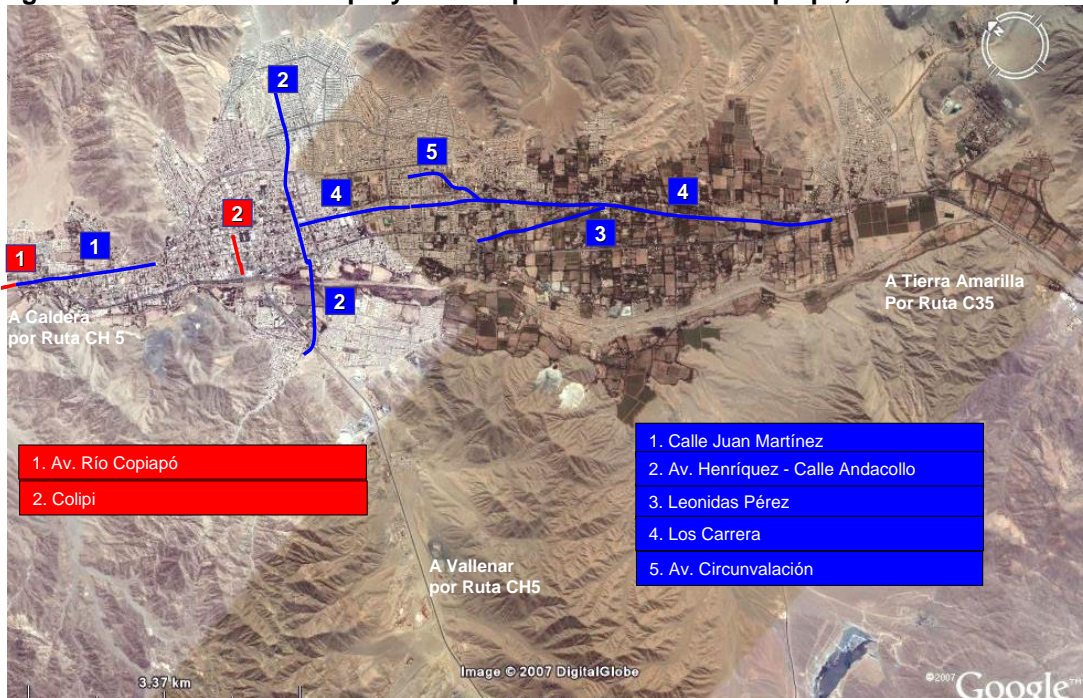 N
2
5
4
4
2
1
3
1
2
A Caldera
por Ruta CH 5
A Tierra Amarilla
Por Ruta C35
1. Av. Río Copiapó
2. Colipi
1. Calle Juan Martínez
2. Av. Henríquez - Calle Andacollo
3. Leonidas Pérez
4. Los Carrera
5. Av. Circunvalación
A Vallenar
por Ruta CH5
Image © 2007 DigitalGlobe
3.37 km
©2007 Google™